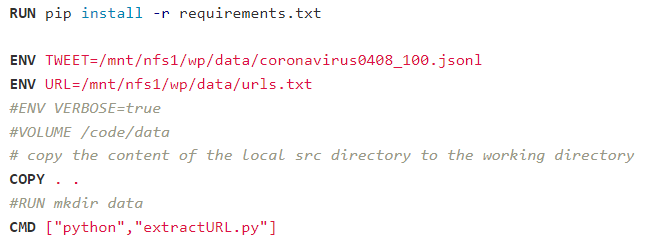 RUN pip install -r requirements.txt
ENV TWEET=/mnt/nfs1/wp/data/coronavirus0408_100.jsonl
ENV URL=/mnt/nfs1/wp/data/urls.txt
#ENV VERBOSE=true
#VOLUME /code/data
# copy the content of the local src directory to the working directory
COPY . .
#RUN mkdir data
CMD ["python","extractURL.py"]